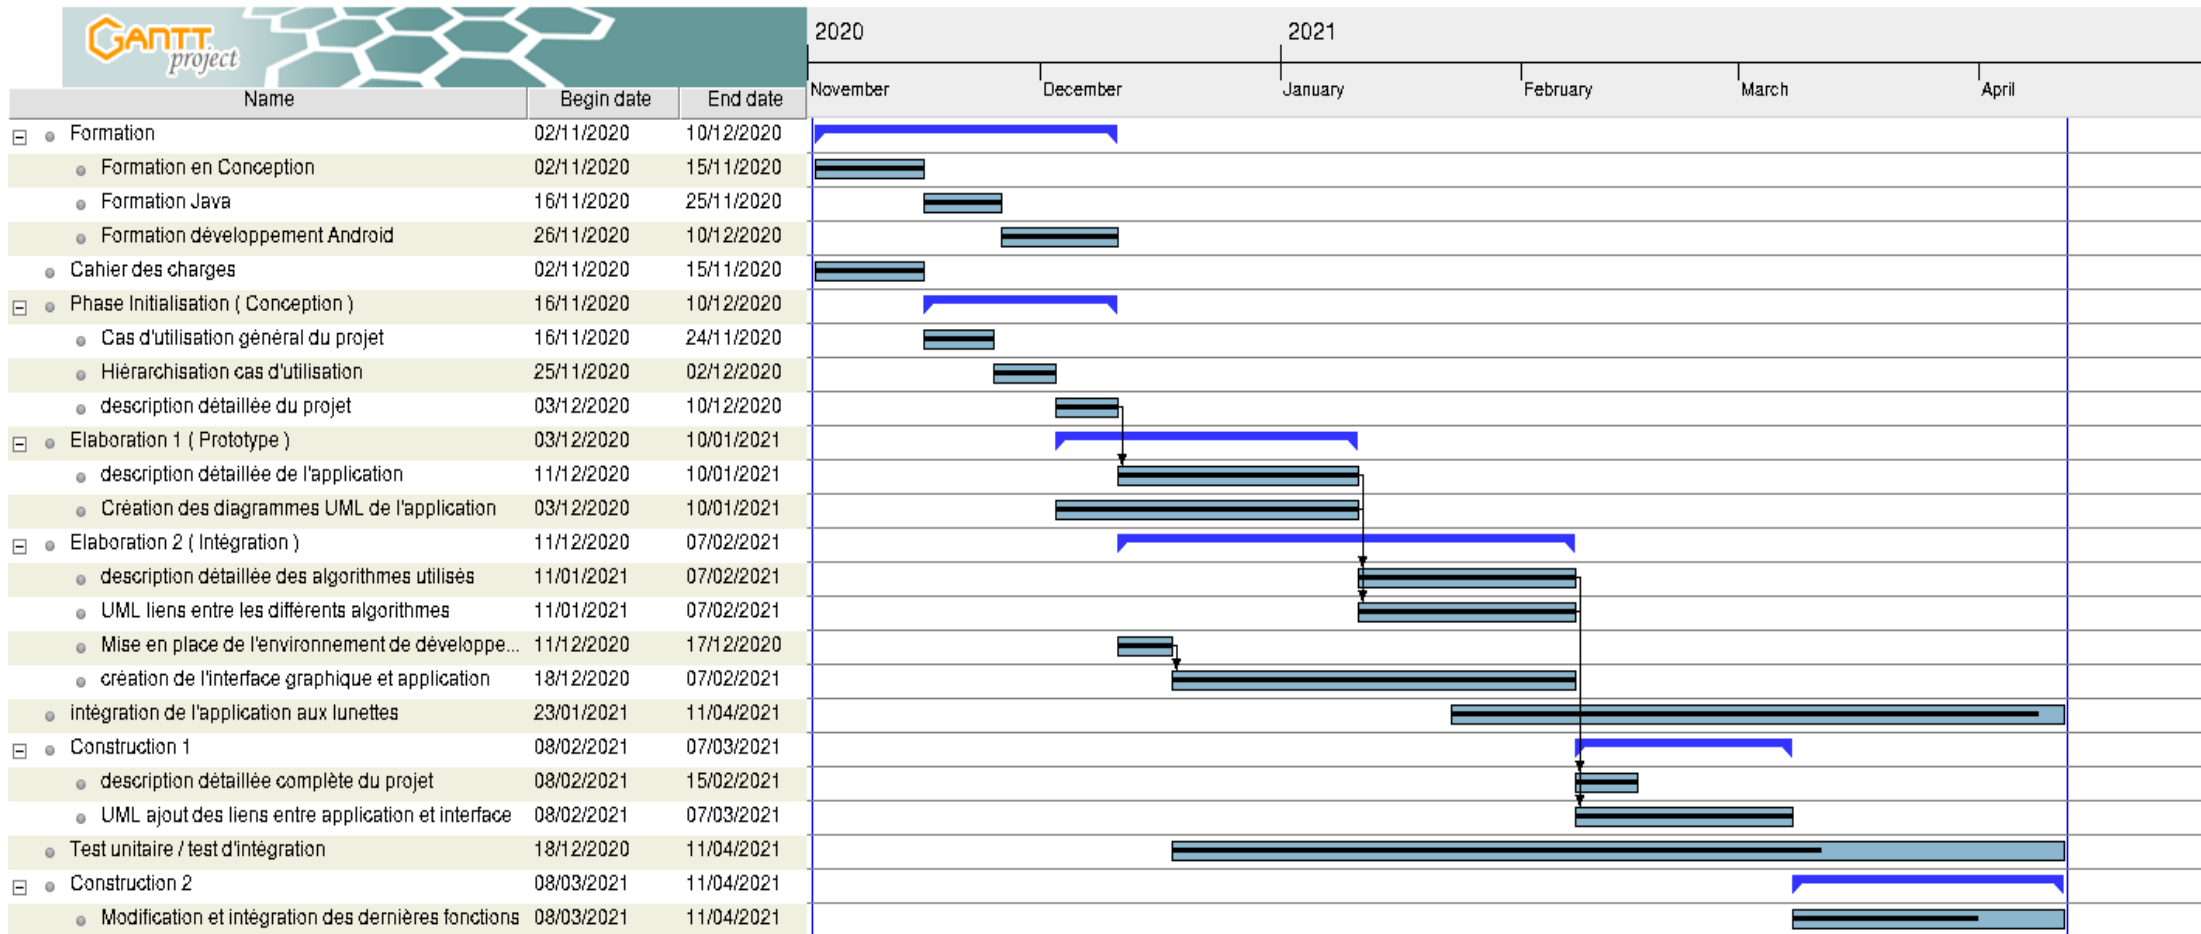 GANTT
project
2020 2021
November December January February March April
Name Begin date End date
Formation 02/11/2020 10/12/2020
Formation en Conception 02/11/2020 15/11/2020
Formation Java 16/11/2020 25/11/2020
Formation développement Android 26/11/2020 10/12/2020
Cahier des charges 02/11/2020 15/11/2020
Phase Initialisation ( Conception ) 16/11/2020 10/12/2020
Cas d'utilisation général du projet 16/11/2020 24/11/2020
Hiérarchisation cas d'utilisation 25/11/2020 02/12/2020
description détaillée du projet 03/12/2020 10/12/2020
Elaboration 1 ( Prototype ) 03/12/2020 10/01/2021
description détaillée de l'application 11/12/2020 10/01/2021
Création des diagrammes UML de l'application 03/12/2020 10/01/2021
Elaboration 2 ( Intégration ) 11/12/2020 07/02/2021
description détaillée des algorithmes utilisés 11/01/2021 07/02/2021
UML liens entre les différents algorithmes 11/01/2021 07/02/2021
Mise en place de l'environnement de développe... 11/12/2020 17/12/2020
création de l'interface graphique et application 18/12/2020 07/02/2021
intégration de l'application aux lunettes 23/01/2021 11/04/2021
Construction 1 08/02/2021 07/03/2021
description détaillée complète du projet 08/02/2021 15/02/2021
UML ajout des liens entre application et interface 08/02/2021 07/03/2021
Test unitaire / test d'intégration 18/12/2020 11/04/2021
Construction 2 08/03/2021 11/04/2021
Modification et intégration des dernières fonctions 08/03/2021 11/04/2021